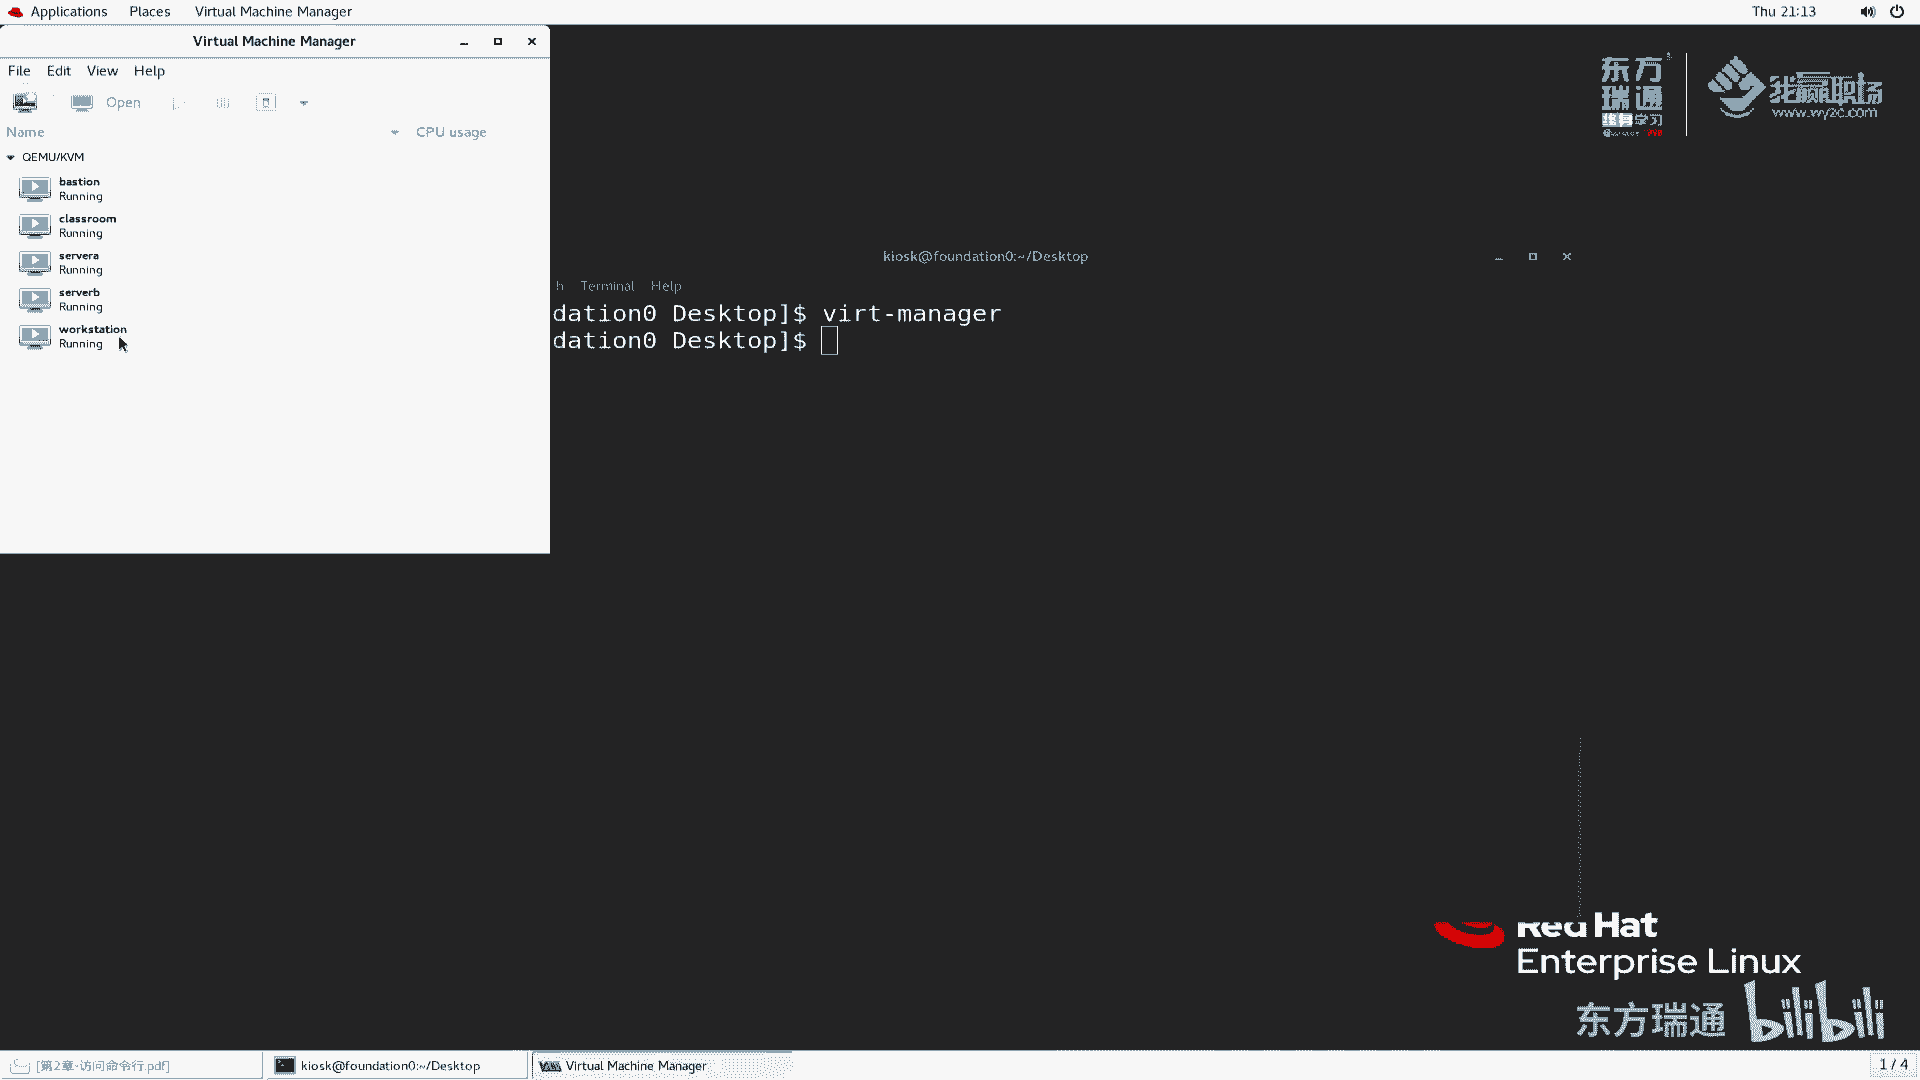 Applications Places Virtual Machine Manager Thu 21:13
Virtual Machine Manager
File Edit View Help
Open
Name CPU usage
QEMU/KVM
bastion
Running
classroom
Running
servera
Running
serverb
Running
workstation
Running
kiosk@foundation0:~/Desktop
h Terminal Help
dation0 Desktop]$ virt-manager
dation0 Desktop]$
东方
瑞通
终身学习
我赢职场
www.wy2c.com
Red Hat
Enterprise Linux
东方瑞通 bilibili
[第2章-访问命令行.pdf] kiosk@foundation0:~/Desktop Virtual Machine Manager 1 / 4